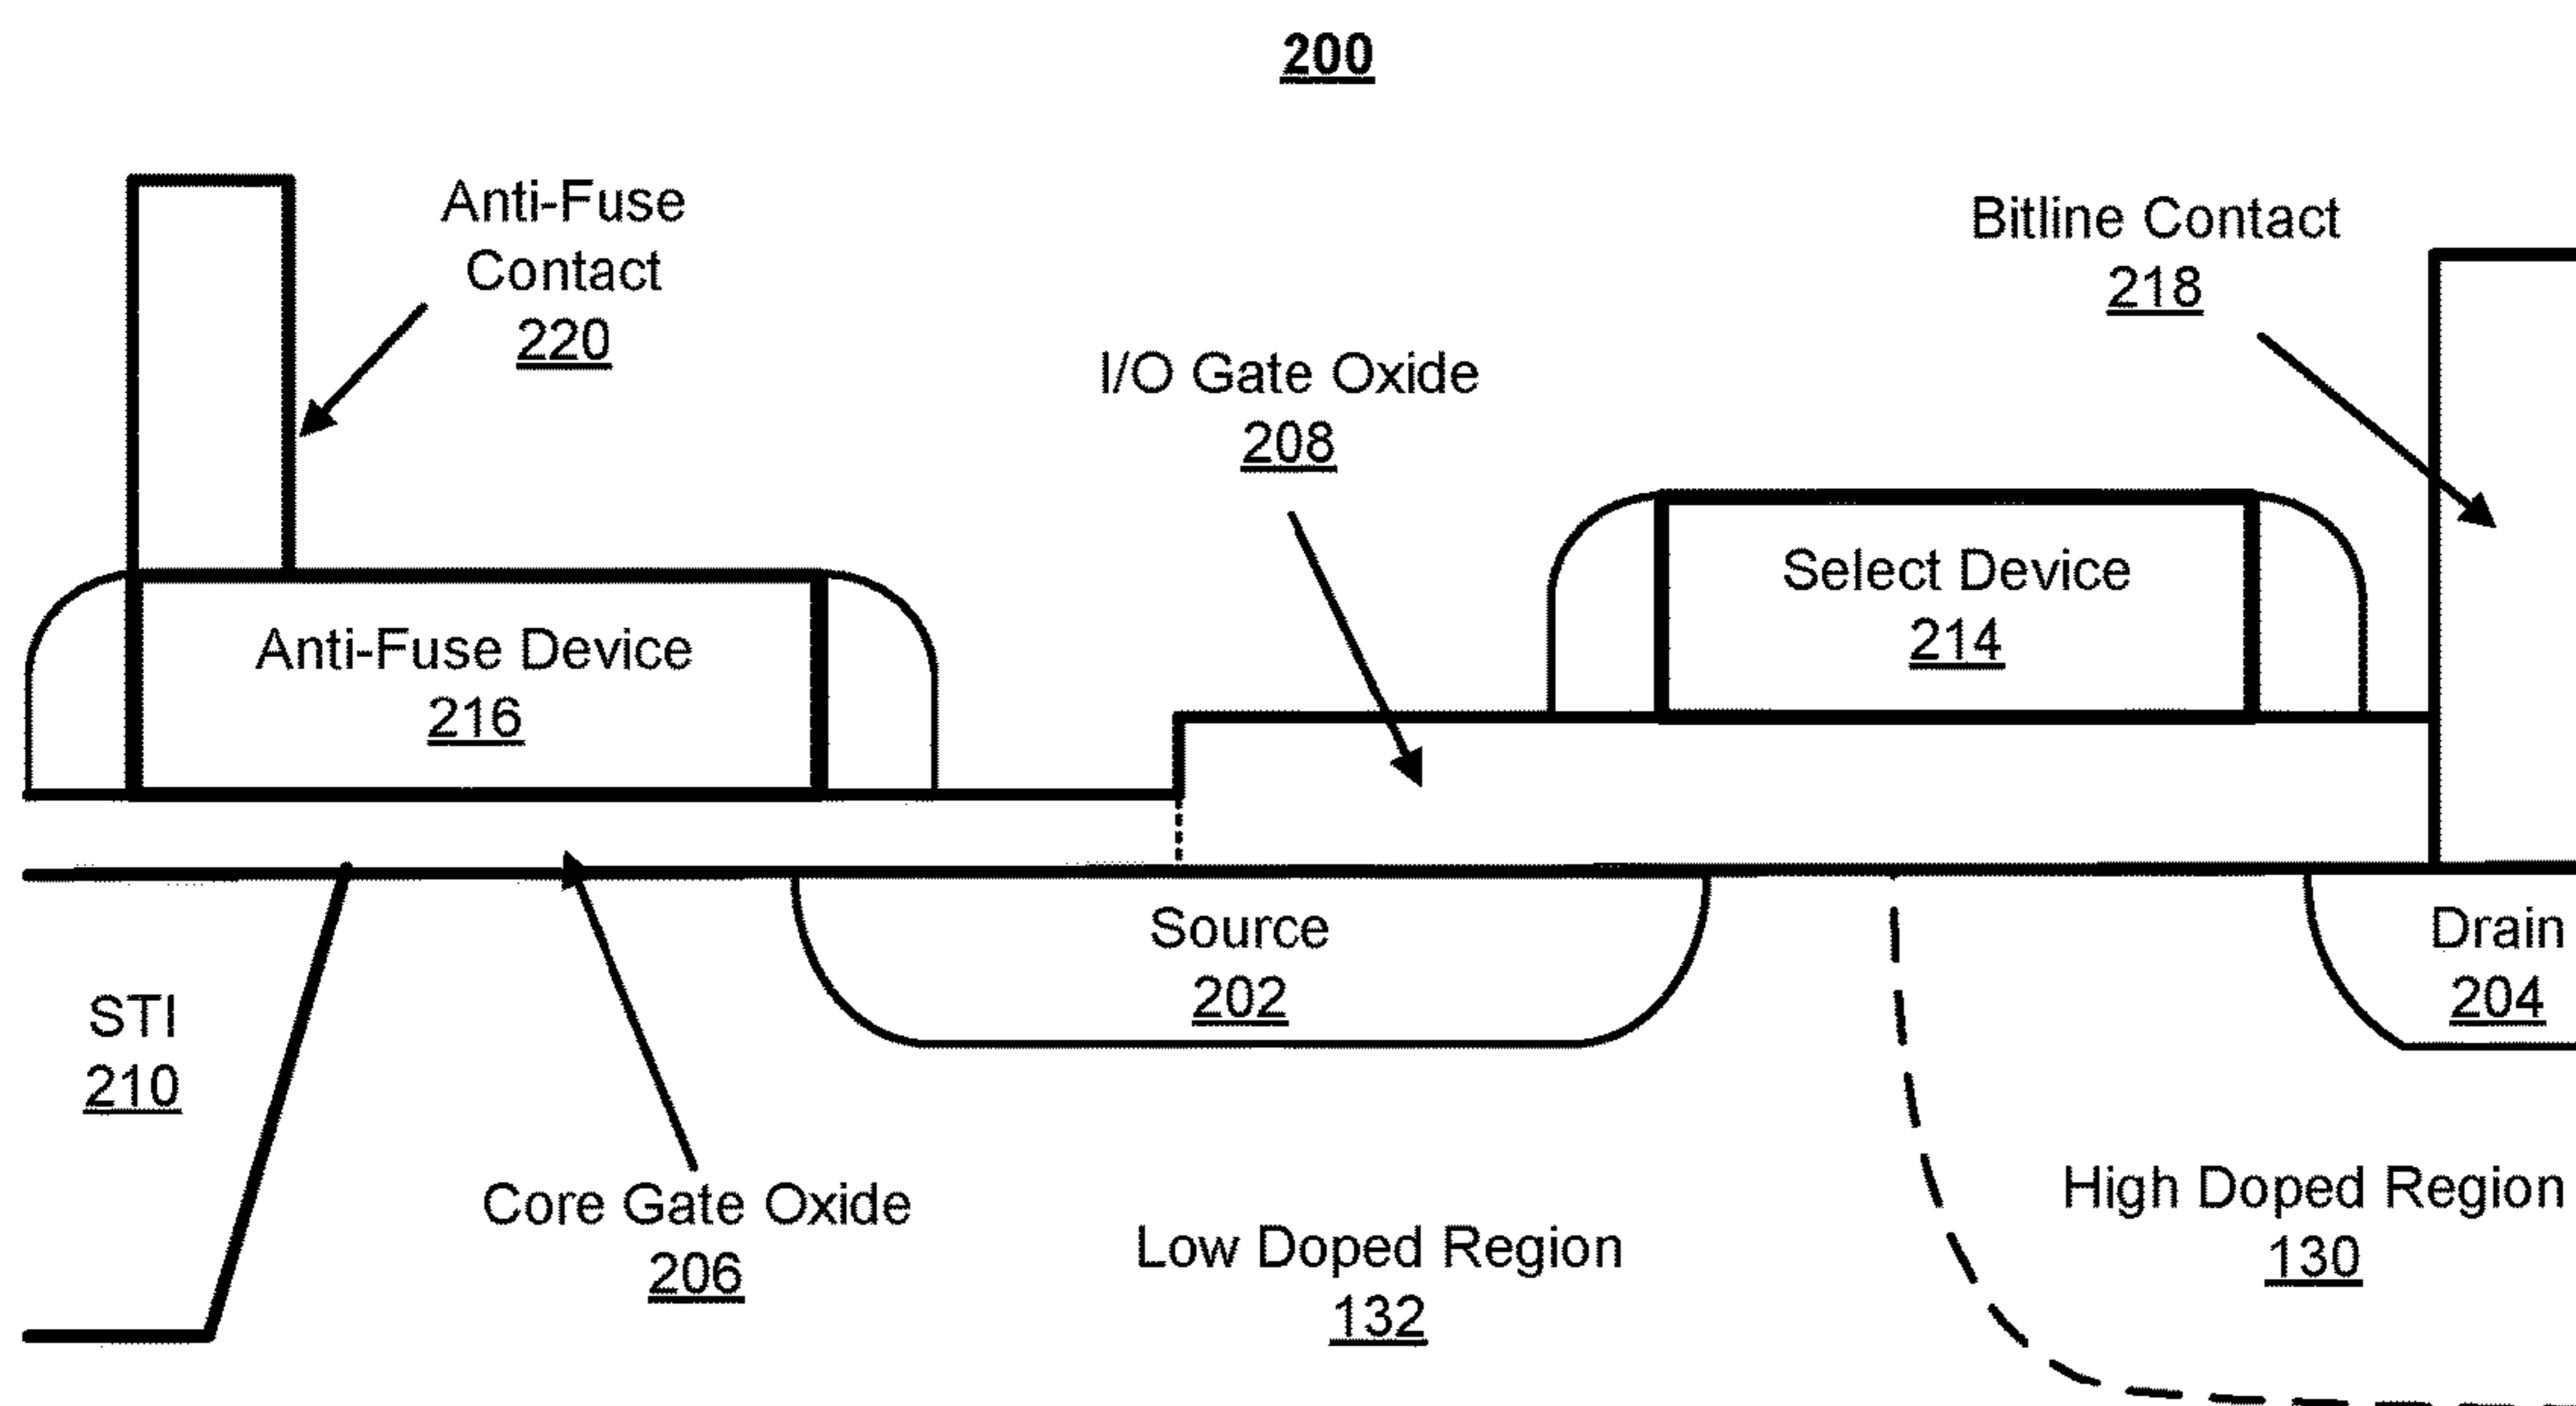 200
Anti-Fuse
Contact
220
Bitline Contact
218
I/O Gate Oxide
208
Select Device
214
Anti-Fuse Device
216
Source
202
Drain
204
STI
210
Core Gate Oxide
206
Low Doped Region
132
High Doped Region
130